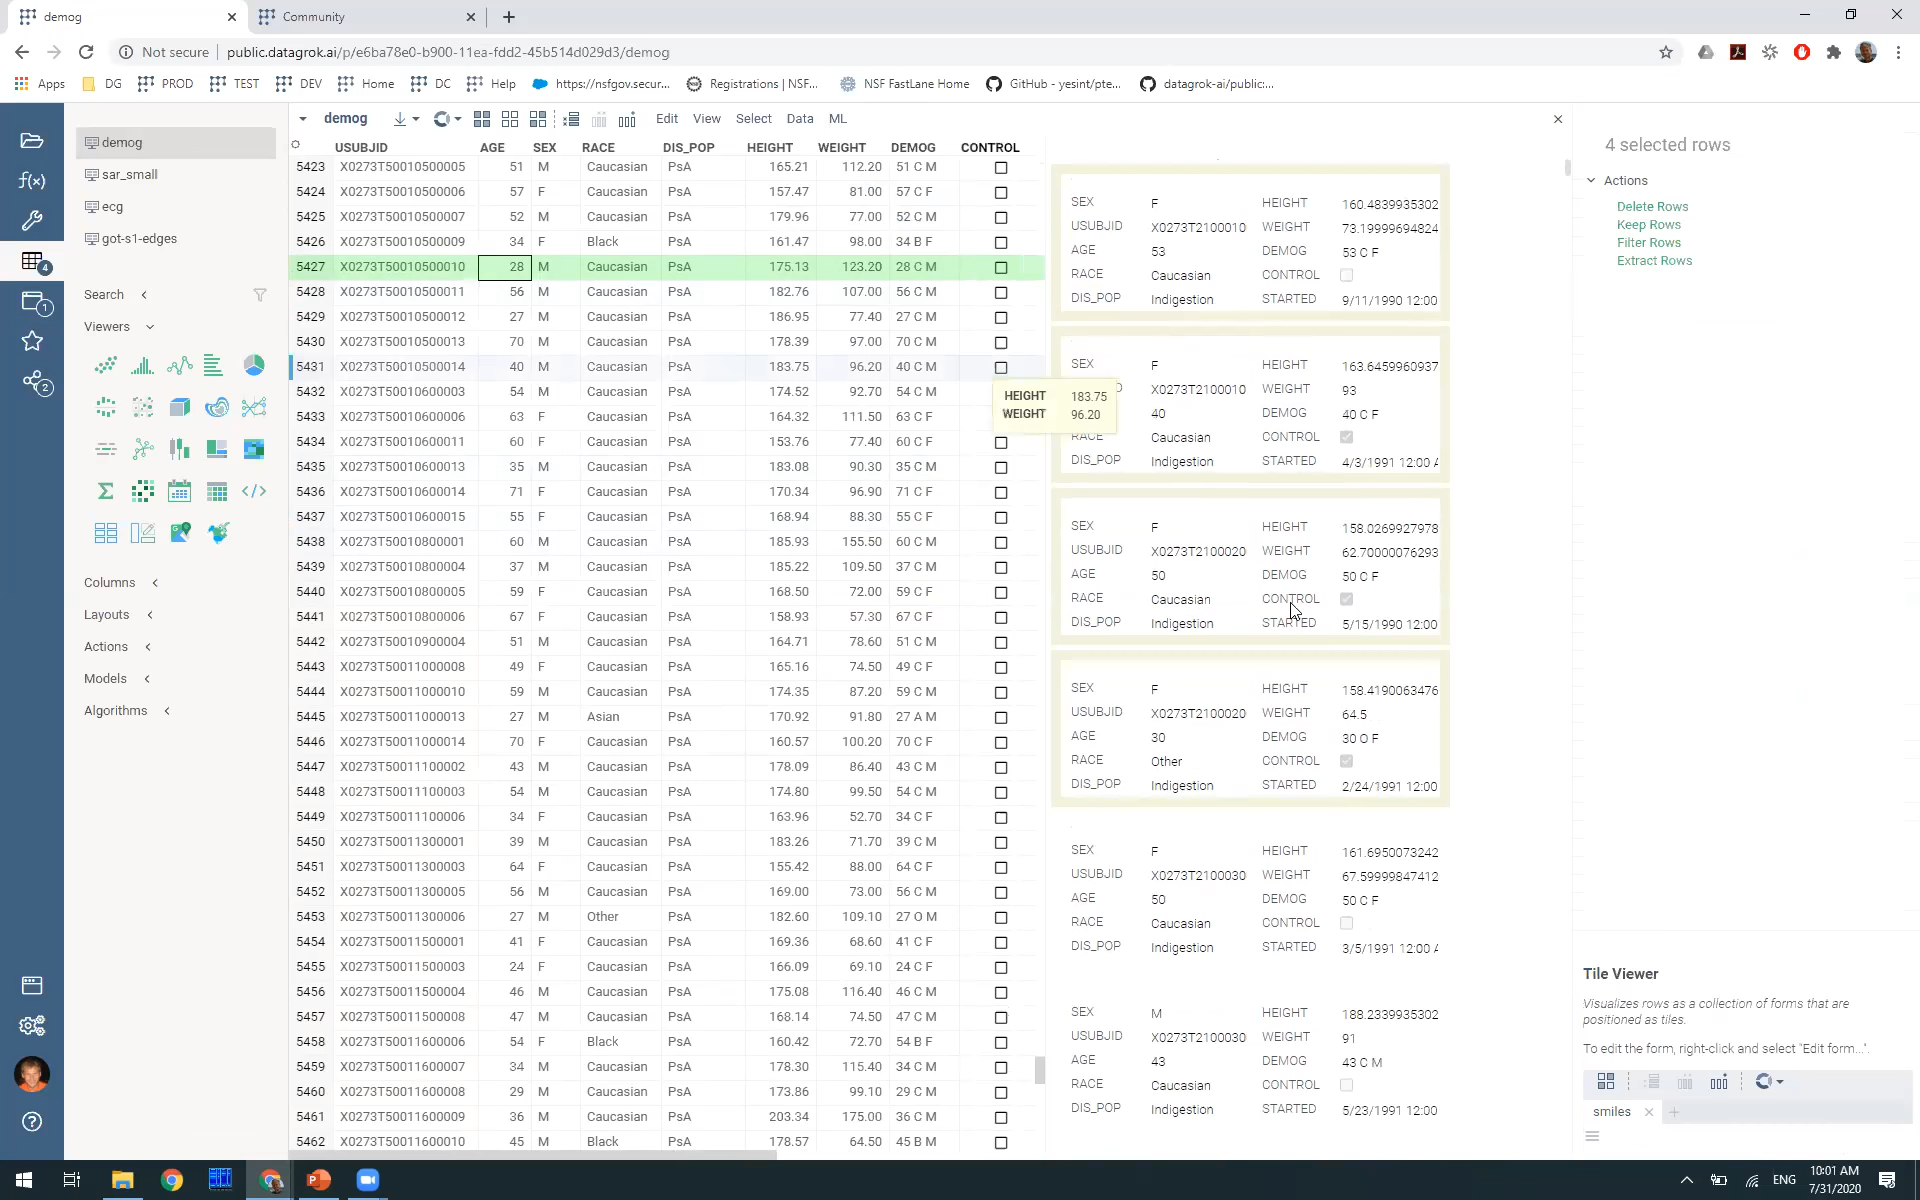 demog
Community
Not secure
public.datagrok.ai/p/e6ba78e0-b900-11ea-fdd2-45b514d029d3/demog
Apps DG PROD TEST DEV Home DC Help https://nsfgov.secur... Registrations | NSF... NSF FastLane Home GitHub - yesint/pte... datagrok-ai/public:...
demog
sar_small
ecg
got-s1-edges
4
1
2
Search
Viewers
Columns
Layouts
Actions
Models
Algorithms
demog Edit View Select Data ML
USUBJID AGE SEX RACE DIS_POP HEIGHT WEIGHT DEMOG CONTROL
5423 X0273T50010500005 51 M Caucasian PsA 165.21 112.20 51 C M
5424 X0273T50010500006 57 F Caucasian PsA 157.47 81.00 57 C F
5425 X0273T50010500007 52 M Caucasian PsA 179.96 77.00 52 C M
5426 X0273T50010500009 34 F Black PsA 161.47 98.00 34 B F
5427 X0273T50010500010 28 M Caucasian PsA 175.13 123.20 28 C M
5428 X0273T50010500011 56 M Caucasian PsA 182.76 107.00 56 C M
5429 X0273T50010500012 27 M Caucasian PsA 186.95 77.40 27 C M
5430 X0273T50010500013 70 M Caucasian PsA 178.39 97.00 70 C M
5431 X0273T50010500014 40 M Caucasian PsA 183.75 96.20 40 C M
5432 X0273T50010600003 54 M Caucasian PsA 174.52 92.70 54 C M
5433 X0273T50010600006 63 F Caucasian PsA 164.32 111.50 63 C F
5434 X0273T50010600011 60 F Caucasian PsA 153.76 77.40 60 C F
5435 X0273T50010600013 35 M Caucasian PsA 183.08 90.30 35 C M
5436 X0273T50010600014 71 F Caucasian PsA 170.34 96.90 71 C F
5437 X0273T50010600015 55 F Caucasian PsA 168.94 88.30 55 C F
5438 X0273T50010800001 60 M Caucasian PsA 185.93 155.50 60 C M
5439 X0273T50010800004 37 M Caucasian PsA 185.22 109.50 37 C M
5440 X0273T50010800005 59 F Caucasian PsA 168.50 72.00 59 C F
5441 X0273T50010800006 67 F Caucasian PsA 158.93 57.30 67 C F
5442 X0273T50010900004 51 M Caucasian PsA 164.71 78.60 51 C M
5443 X0273T50011000008 49 F Caucasian PsA 165.16 74.50 49 C F
5444 X0273T50011000010 59 M Caucasian PsA 174.35 87.20 59 C M
5445 X0273T50011000013 27 M Asian PsA 170.92 91.80 27 A M
5446 X0273T50011000014 70 F Caucasian PsA 160.57 100.20 70 C F
5447 X0273T50011100002 43 M Caucasian PsA 178.09 86.40 43 C M
5448 X0273T50011100003 54 M Caucasian PsA 174.80 99.50 54 C M
5449 X0273T50011100006 34 F Caucasian PsA 163.96 52.70 34 C F
5450 X0273T50011300001 39 M Caucasian PsA 183.26 71.70 39 C M
5451 X0273T50011300003 64 F Caucasian PsA 155.42 88.00 64 C F
5452 X0273T50011300005 56 M Caucasian PsA 169.00 73.00 56 C M
5453 X0273T50011300006 27 M Other PsA 182.60 109.10 27 O M
5454 X0273T50011500001 41 F Caucasian PsA 169.36 68.60 41 C F
5455 X0273T50011500003 24 F Caucasian PsA 166.09 69.10 24 C F
5456 X0273T50011500004 46 M Caucasian PsA 175.08 116.40 46 C M
5457 X0273T50011500008 47 M Caucasian PsA 168.14 74.50 47 C M
5458 X0273T50011600006 54 F Black PsA 160.42 72.70 54 B F
5459 X0273T50011600007 34 M Caucasian PsA 178.30 115.40 34 C M
5460 X0273T50011600008 29 M Caucasian PsA 173.86 99.10 29 C M
5461 X0273T50011600009 36 M Caucasian PsA 203.34 175.00 36 C M
5462 X0273T50011600010 45 M Black PsA 178.57 64.50 45 B M
HEIGHT 183.75
WEIGHT 96.20
SEX F HEIGHT 160.4839935302
USUBJID X0273T2100010 WEIGHT 73.19999694824
AGE 53 DEMOG 53 C F
RACE Caucasian CONTROL
DIS_POP Indigestion STARTED 9/11/1990 12:00
SEX F HEIGHT 163.6459960937
X0273T2100010 WEIGHT 93
40 DEMOG 40 C F
RACE Caucasian CONTROL
DIS_POP Indigestion STARTED 4/3/1991 12:00 A
SEX F HEIGHT 158.0269927978
USUBJID X0273T2100020 WEIGHT 62.70000076293
AGE 50 DEMOG 50 C F
RACE Caucasian CONTROL
DIS_POP Indigestion STARTED 5/15/1990 12:00
SEX F HEIGHT 158.4190063476
USUBJID X0273T2100020 WEIGHT 64.5
AGE 30 DEMOG 30 O F
RACE Other CONTROL
DIS_POP Indigestion STARTED 2/24/1991 12:00
SEX F HEIGHT 161.6950073242
USUBJID X0273T2100030 WEIGHT 67.59999847412
AGE 50 DEMOG 50 C F
RACE Caucasian CONTROL
DIS_POP Indigestion STARTED 3/5/1991 12:00 A
SEX M HEIGHT 188.2339935302
USUBJID X0273T2100030 WEIGHT 91
AGE 43 DEMOG 43 C M
RACE Caucasian CONTROL
DIS_POP Indigestion STARTED 5/23/1991 12:00
4 selected rows
Actions
Delete Rows
Keep Rows
Filter Rows
Extract Rows
Tile Viewer
Visualizes rows as a collection of forms that are
positioned as tiles.
To edit the form, right-click and select "Edit form...".
smiles
ENG
10:01 AM
7/31/2020